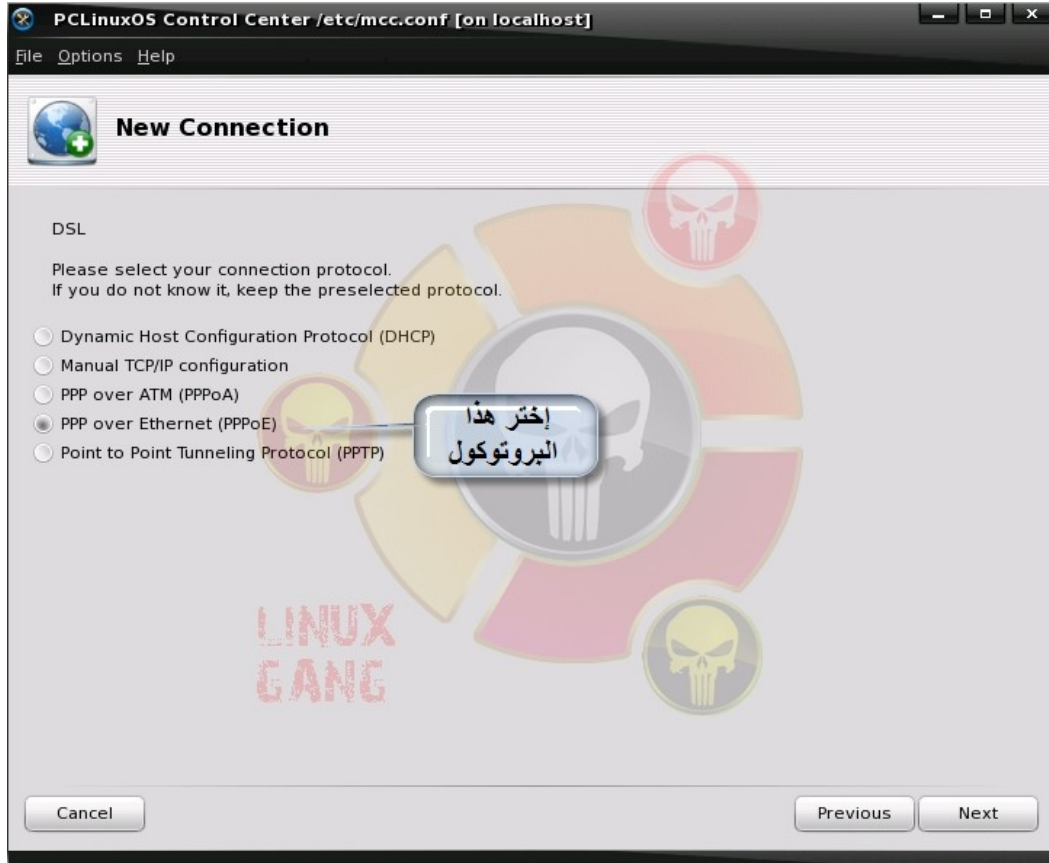 PCLinuxOS Control Center /etc/mcc.conf [on localhost]
File Options Help
New Connection
DSL
Please select your connection protocol.
If you do not know it, keep the preselected protocol.
Dynamic Host Configuration Protocol (DHCP)
Manual TCP/IP configuration
PPP over ATM (PPPoA)
PPP over Ethernet (PPPoE)
إختر هذا
البروتوكول
Point to Point Tunneling Protocol (PPTP)
LINUX
GANG
Cancel
Previous
Next